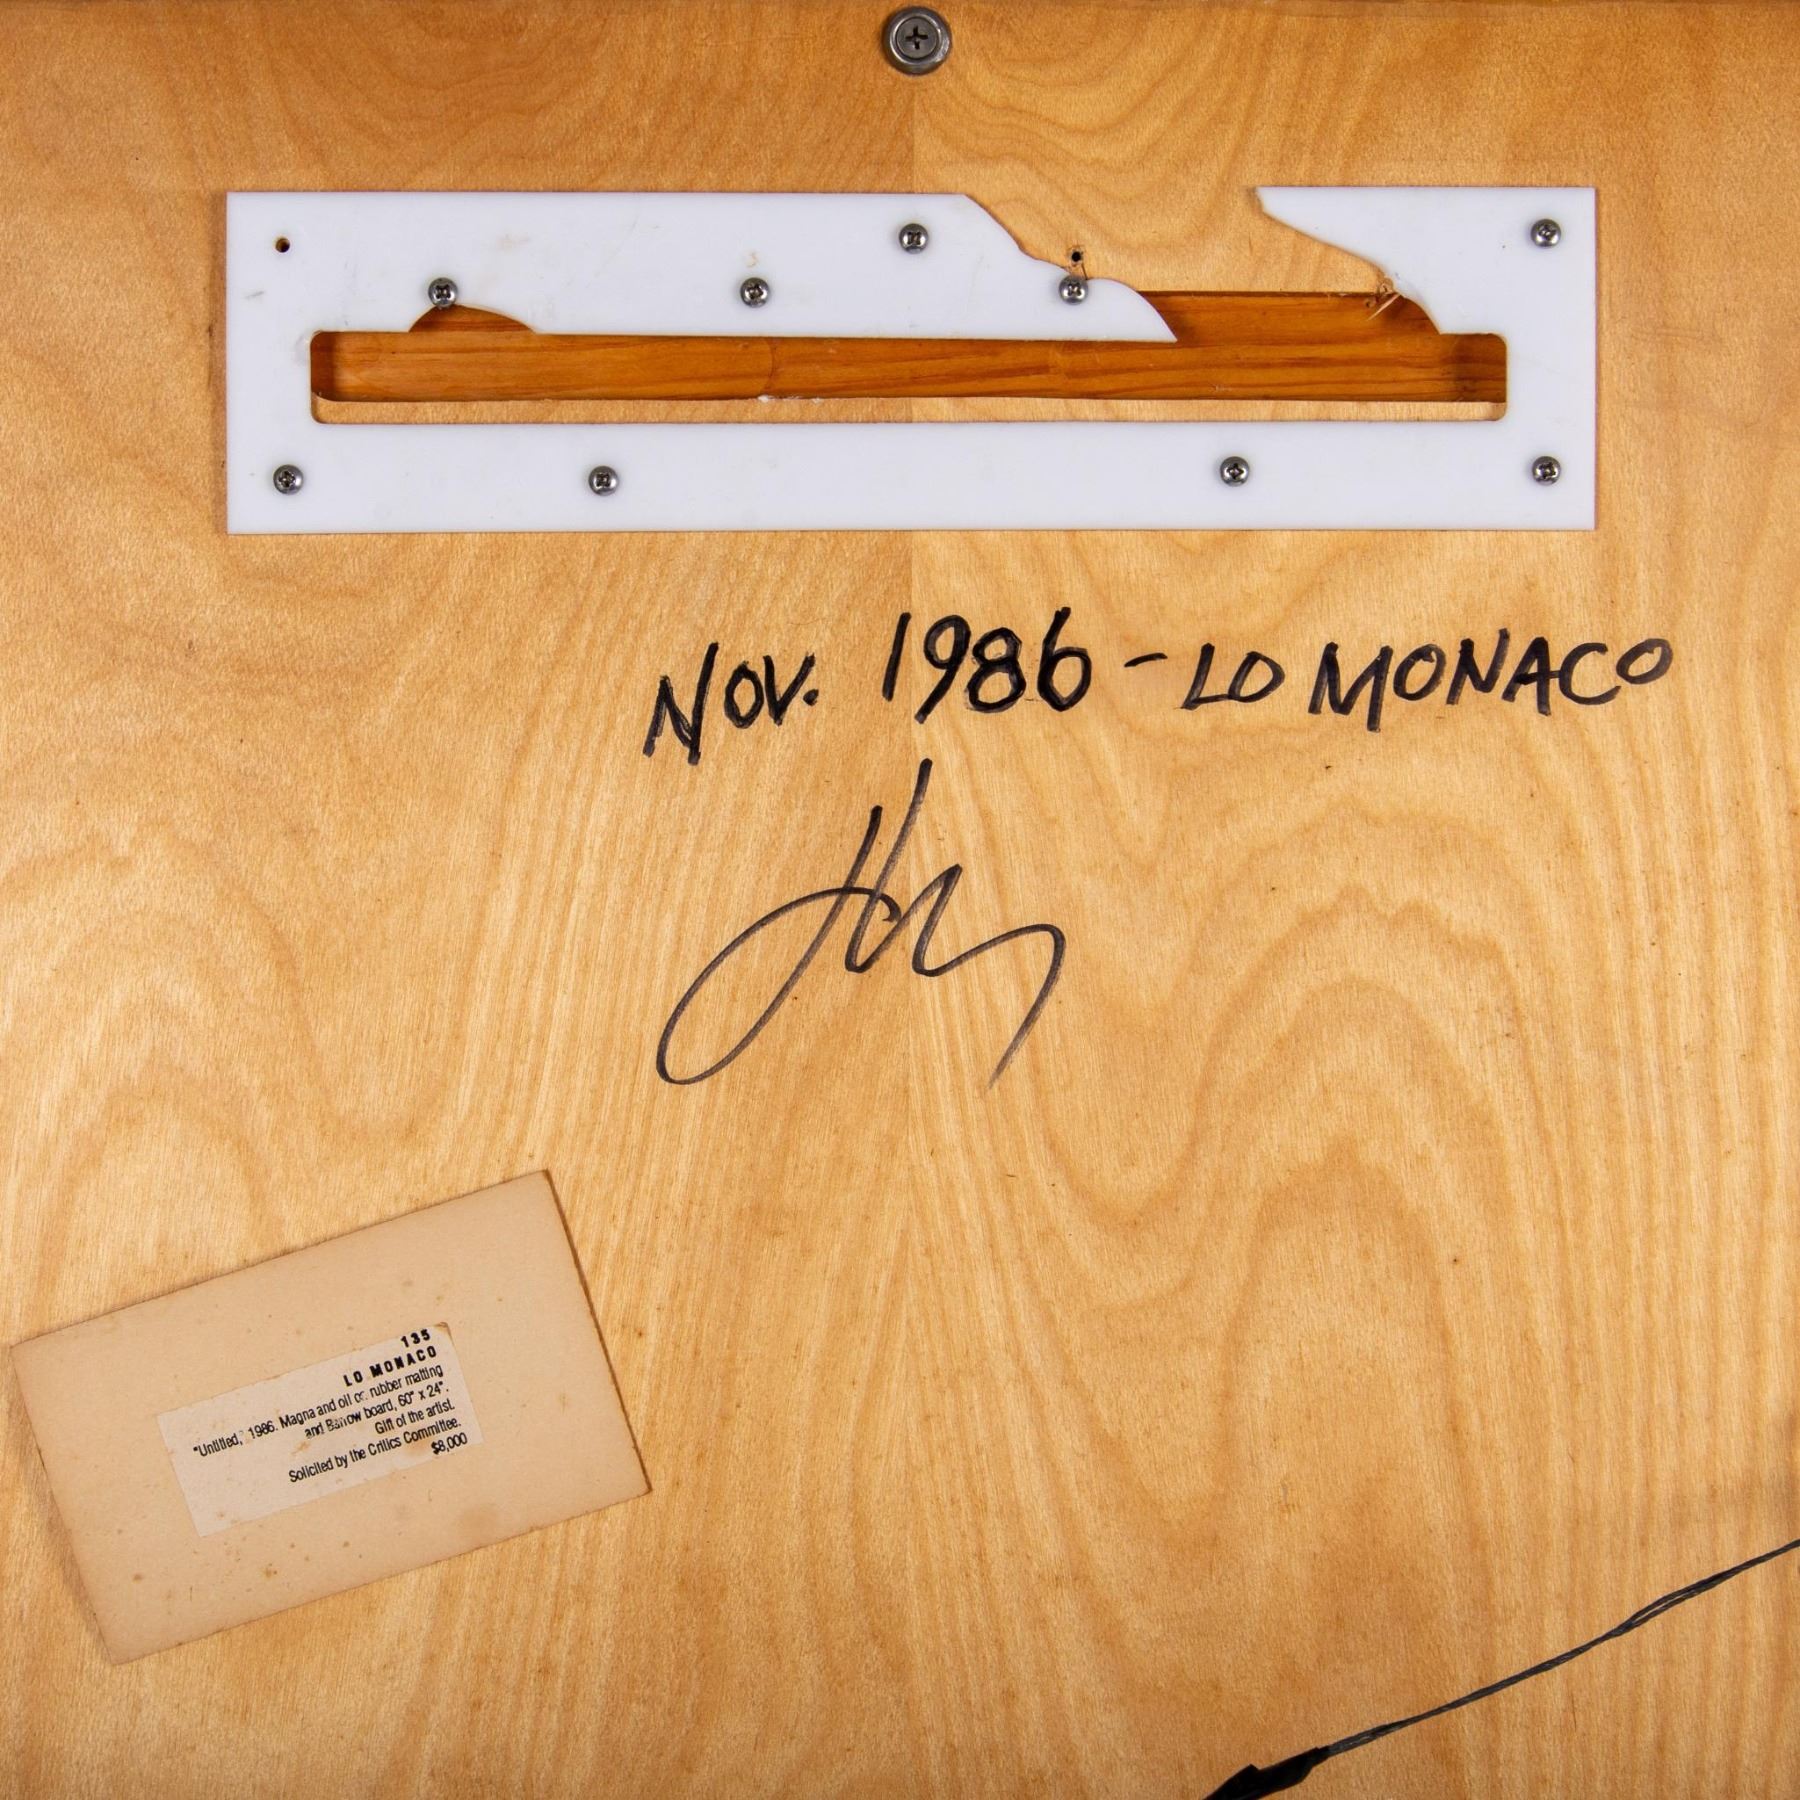 NOV. 1986 - LO MONACO
135
LO MONACO
"Untitled," 1986. Magna and oil on rubber matting
and Barrow board, 60" x 24".
Gift of the artist.
Solicited by the Critics Committee.
$8,000